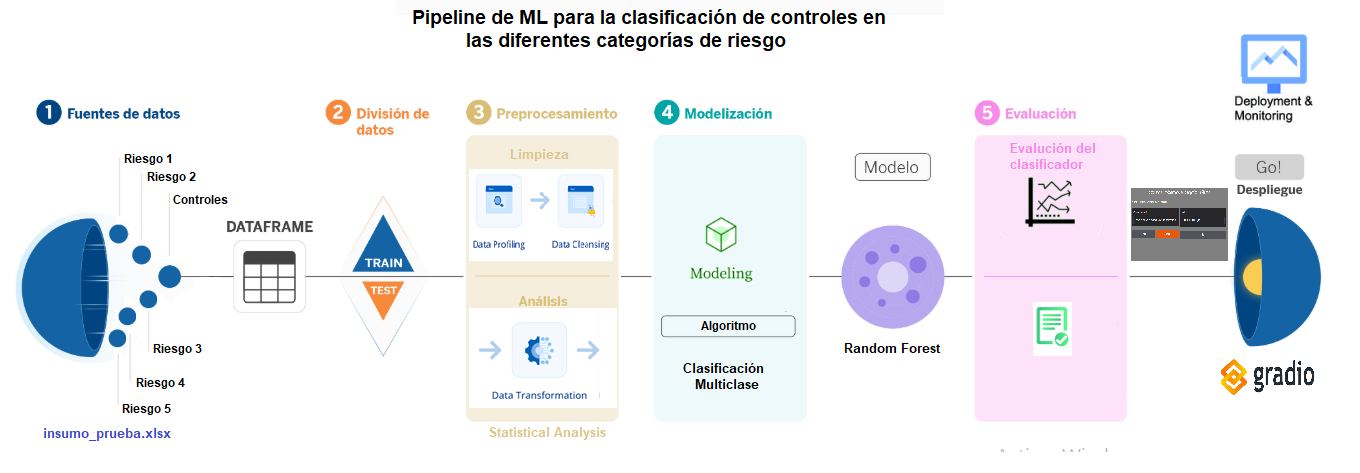 Pipeline de ML para la clasificación de controles en
las diferentes categorías de riesgo
1 Fuentes de datos
Riesgo 1
Riesgo 2
Controles
Riesgo 3
Riesgo 4
Riesgo 5
insumo_prueba.xlsx
DATAFRAME
2 División de
datos
TRAIN
TEST
3 Preprocesamiento
Limpieza
Data Profiling
Data Cleansing
Análisis
Data Transformation
Statistical Analysis
4 Modelización
Modeling
Algoritmo
Clasificación
Multiclase
Modelo
Random Forest
5 Evaluación
Evalución del
clasificador
Deployment &
Monitoring
Go!
Despliegue
gradio